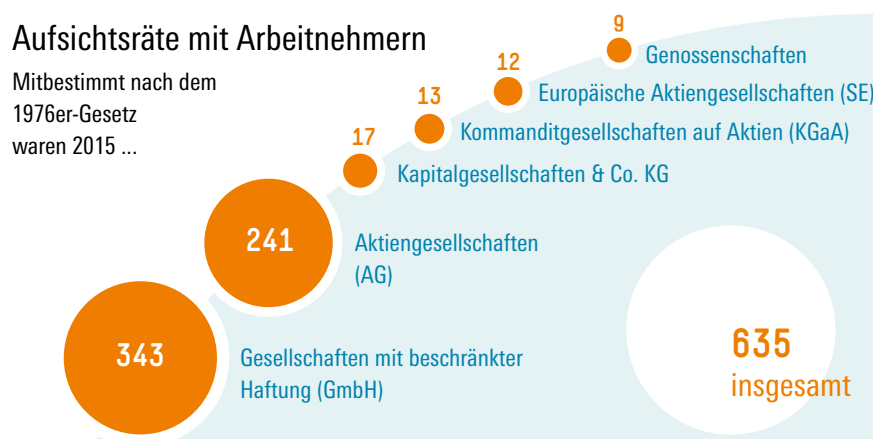 Aufsichtsräte mit Arbeitnehmern
Mitbestimmt nach dem
1976er-Gesetz
waren 2015 ...
9
Genossenschaften
12
Europäische Aktiengesellschaften (SE)
13
Kommanditgesellschaften auf Aktien (KGaA)
17
Kapitalgesellschaften & Co. KG
241
Aktiengesellschaften
(AG)
343
Gesellschaften mit beschränkter
Haftung (GmbH)
635
insgesamt